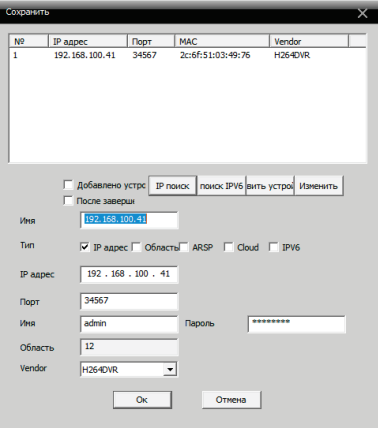 Сохранить
№ IP адрес Порт MAC Vendor
1 192.168.100.41 34567 2c:6f:51:03:49:76 H264DVR
Добавлено устрс IP поиск поиск IPV6 вить устрой Изменить
После заверше
Имя 192.168.100.41
Тип IP адрес Область ARSP Cloud IPV6
IP адрес 192 . 168 . 100 . 41
Порт 34567
Имя admin Пароль ********
Область 12
Vendor H264DVR
Ок Отмена